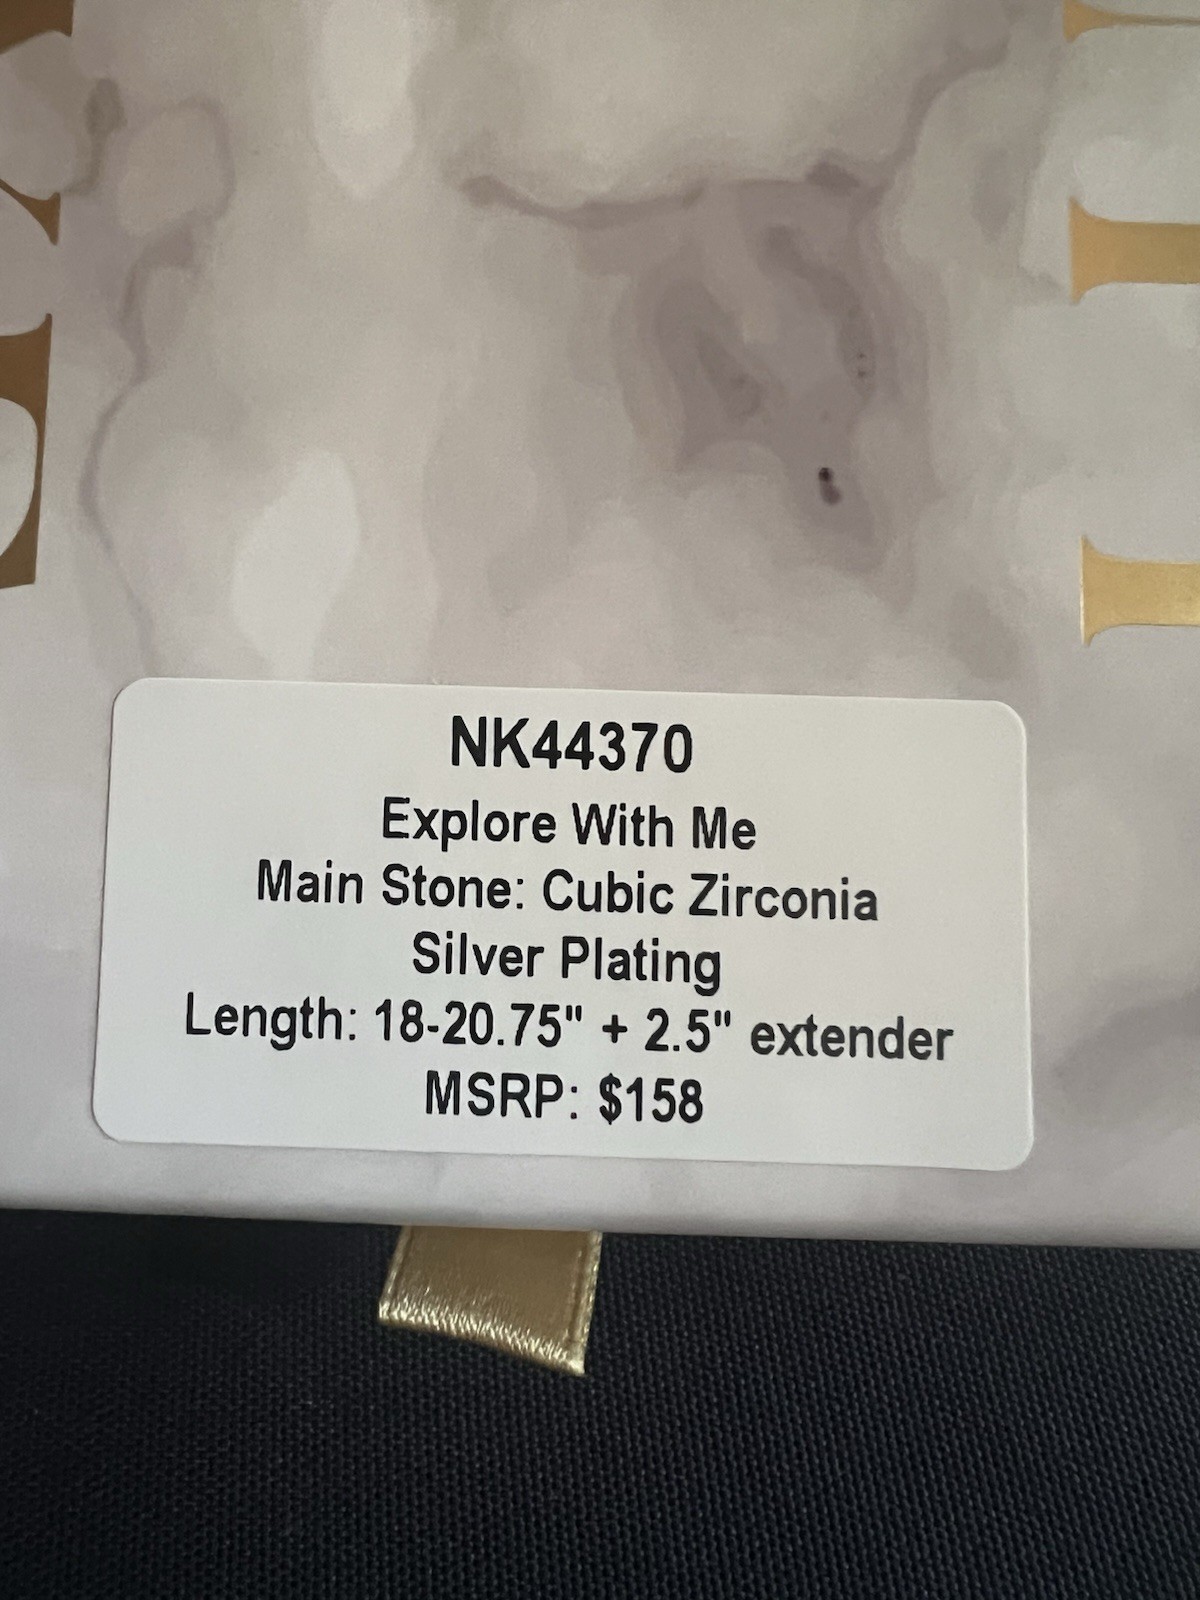 NK44370
Explore With Me
Main Stone: Cubic Zirconia
Silver Plating
Length: 18-20.75" + 2.5" extender
MSRP: $158